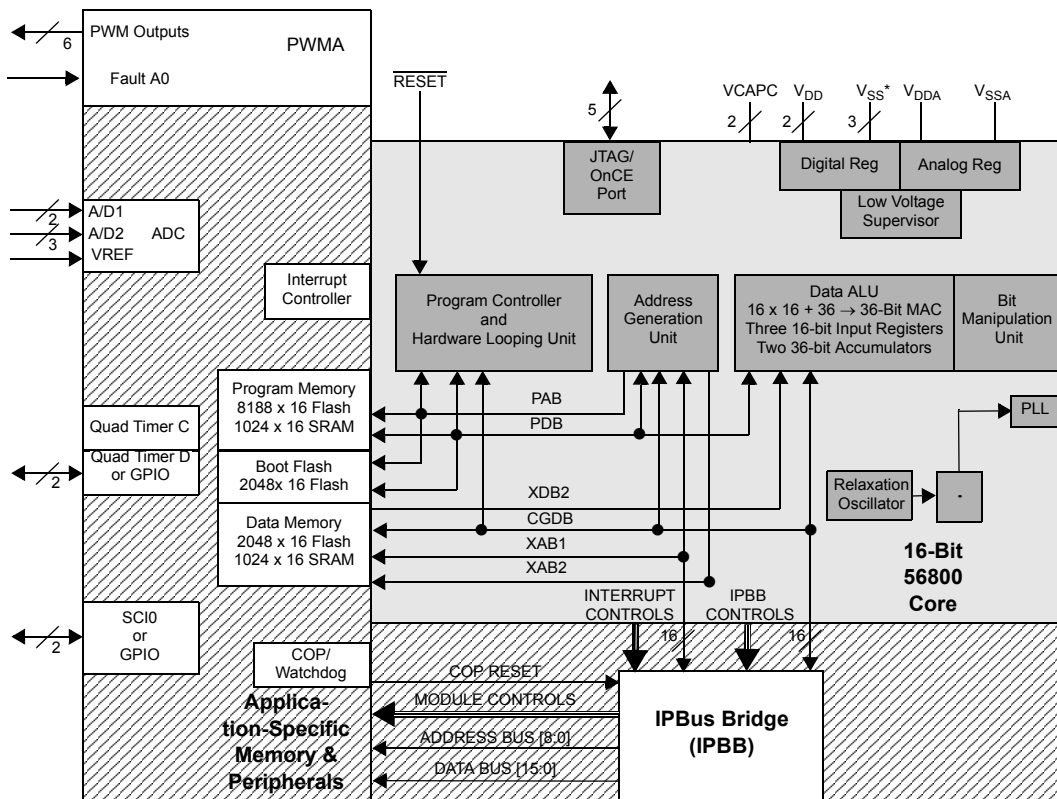 PWM Outputs
6
PWMA
Fault A0
RESET
5
VCAPC
2
VDD
2
VSS*
3
VDDA
VSSA
JTAG/
OnCE
Port
Digital Reg
Analog Reg
Low Voltage
Supervisor
2
A/D1
3
A/D2
ADC
VREF
Interrupt
Controller
Program Controller
and
Hardware Looping Unit
Address
Generation
Unit
Data ALU
16 x 16 + 36 → 36-Bit MAC
Three 16-bit Input Registers
Two 36-bit Accumulators
Bit
Manipulation
Unit
Program Memory
8188 x 16 Flash
1024 x 16 SRAM
PAB
PDB
PLL
Quad Timer C
Quad Timer D
or GPIO
2
Boot Flash
2048x 16 Flash
XDB2
CGDB
XAB1
XAB2
Relaxation
Oscillator
-
Data Memory
2048 x 16 Flash
1024 x 16 SRAM
16-Bit
56800
Core
INTERRUPT
CONTROLS
IPBB
CONTROLS
16
16
SCI0
or
GPIO
2
COP/
Watchdog
COP RESET
MODULE CONTROLS
ADDRESS BUS [8:0]
DATA BUS [15:0]
Applica-
tion-Specific
Memory &
Peripherals
IPBus Bridge
(IPBB)